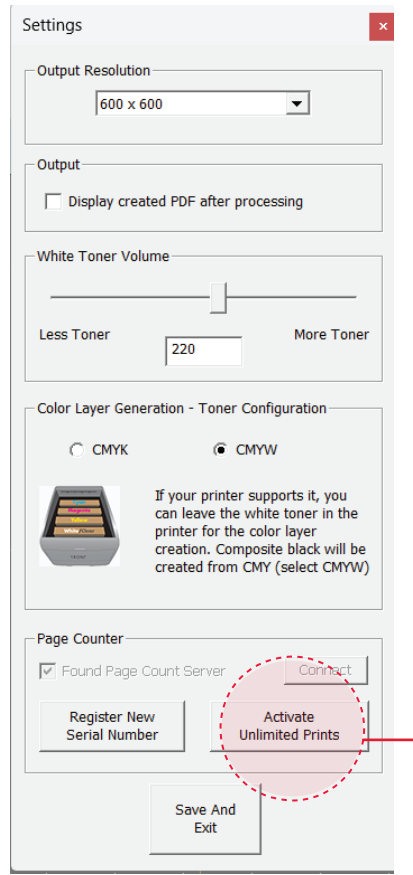 Settings
Output Resolution
600 x 600
Output
Display created PDF after processing
White Toner Volume
Less Toner
220
More Toner
Color Layer Generation - Toner Configuration
CMYK
CMYW
Magenta
Yellow
If your printer supports it, you
can leave the white toner in the
printer for the color layer
creation. Composite black will be
created from CMY (select CMYW)
Page Counter
Found Page Count Server
Connect
Register New
Serial Number
Activate
Unlimited Prints
Save And
Exit